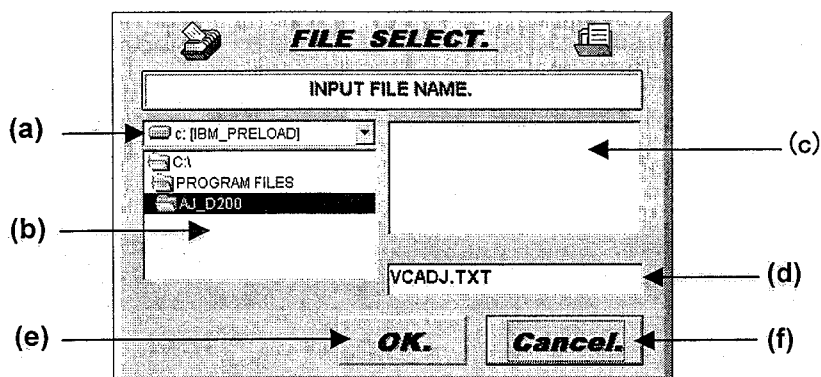 FILE SELECT.
INPUT FILE NAME.
(a)
c: [IBM_PRELOAD]
(c)
C:\
PROGRAM FILES
AJ_D200
(b)
VCADJ.TXT
(d)
(e)
OK.
Cancel.
(f)